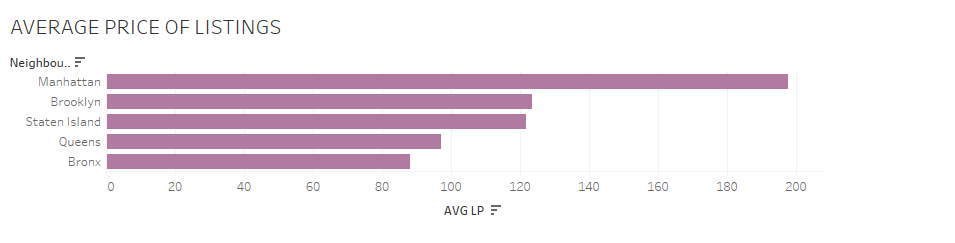 AVERAGE PRICE OF LISTINGS
Neighbou..
Manhattan
Brooklyn
Staten Island
Queens
Bronx
0 20 40 60 80 100 120 140 160 180 200
AVG LP